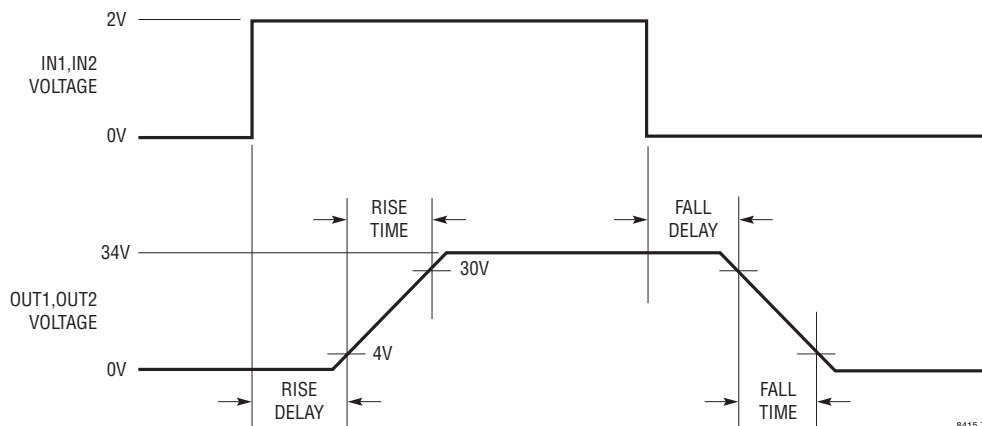 2V
IN1,IN2
VOLTAGE
0V
RISE
TIME
FALL
DELAY
34V
30V
OUT1,OUT2
VOLTAGE
4V
0V
RISE
DELAY
FALL
TIME